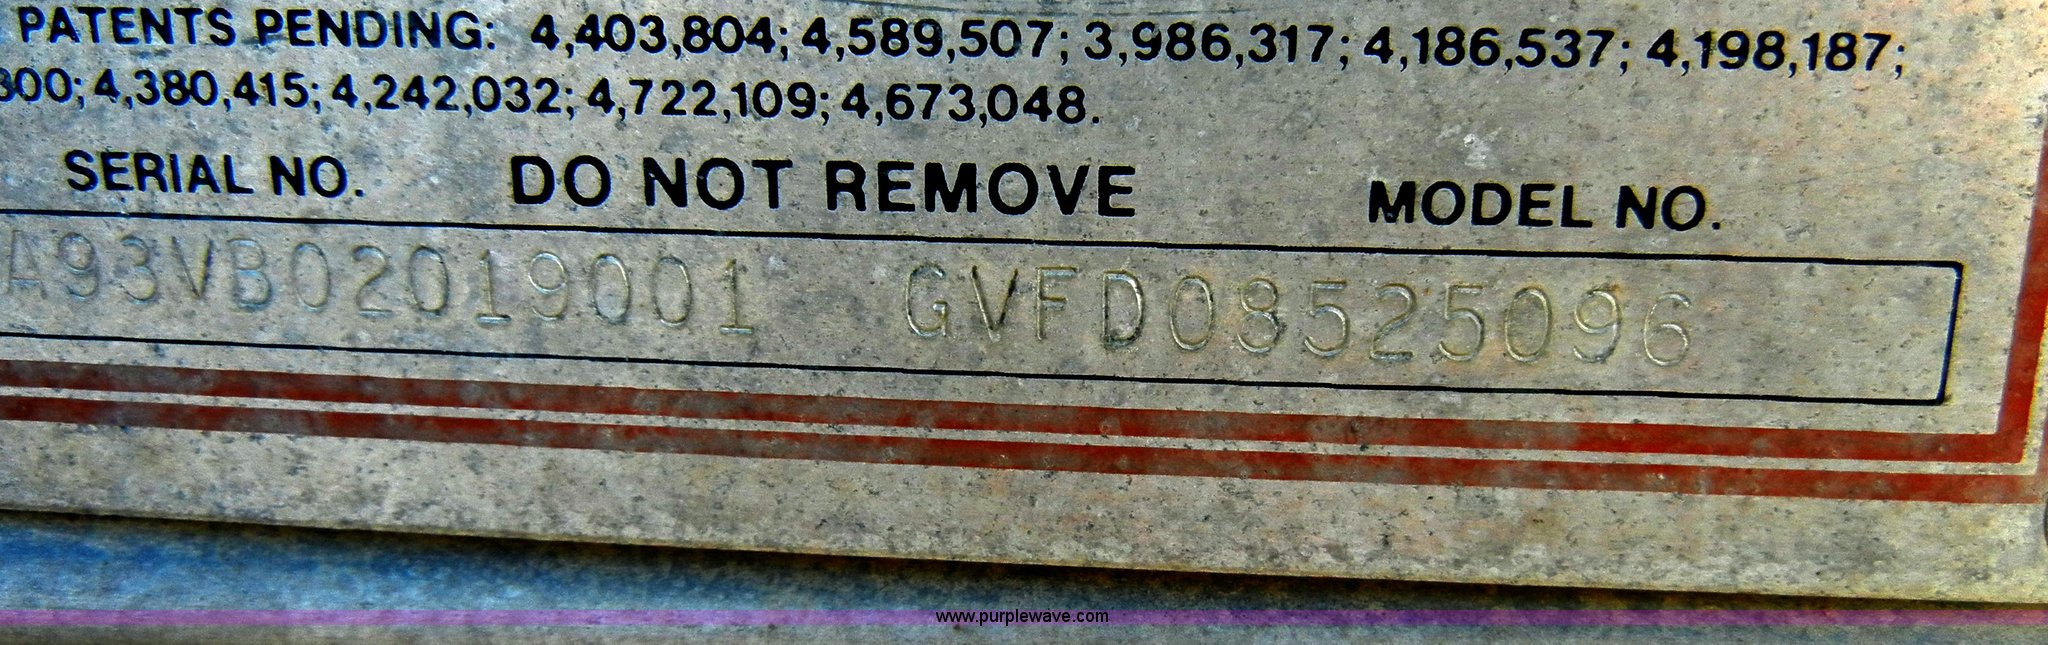 PATENTS PENDING: 4,403,804; 4,589,507; 3,986,317; 4,186,537; 4,198,187;
300; 4,380,415; 4,242,032; 4,722,109; 4,673,048.
SERIAL NO. DO NOT REMOVE MODEL NO.
A93VB02019001 GVFD08525096
www.purplewave.com